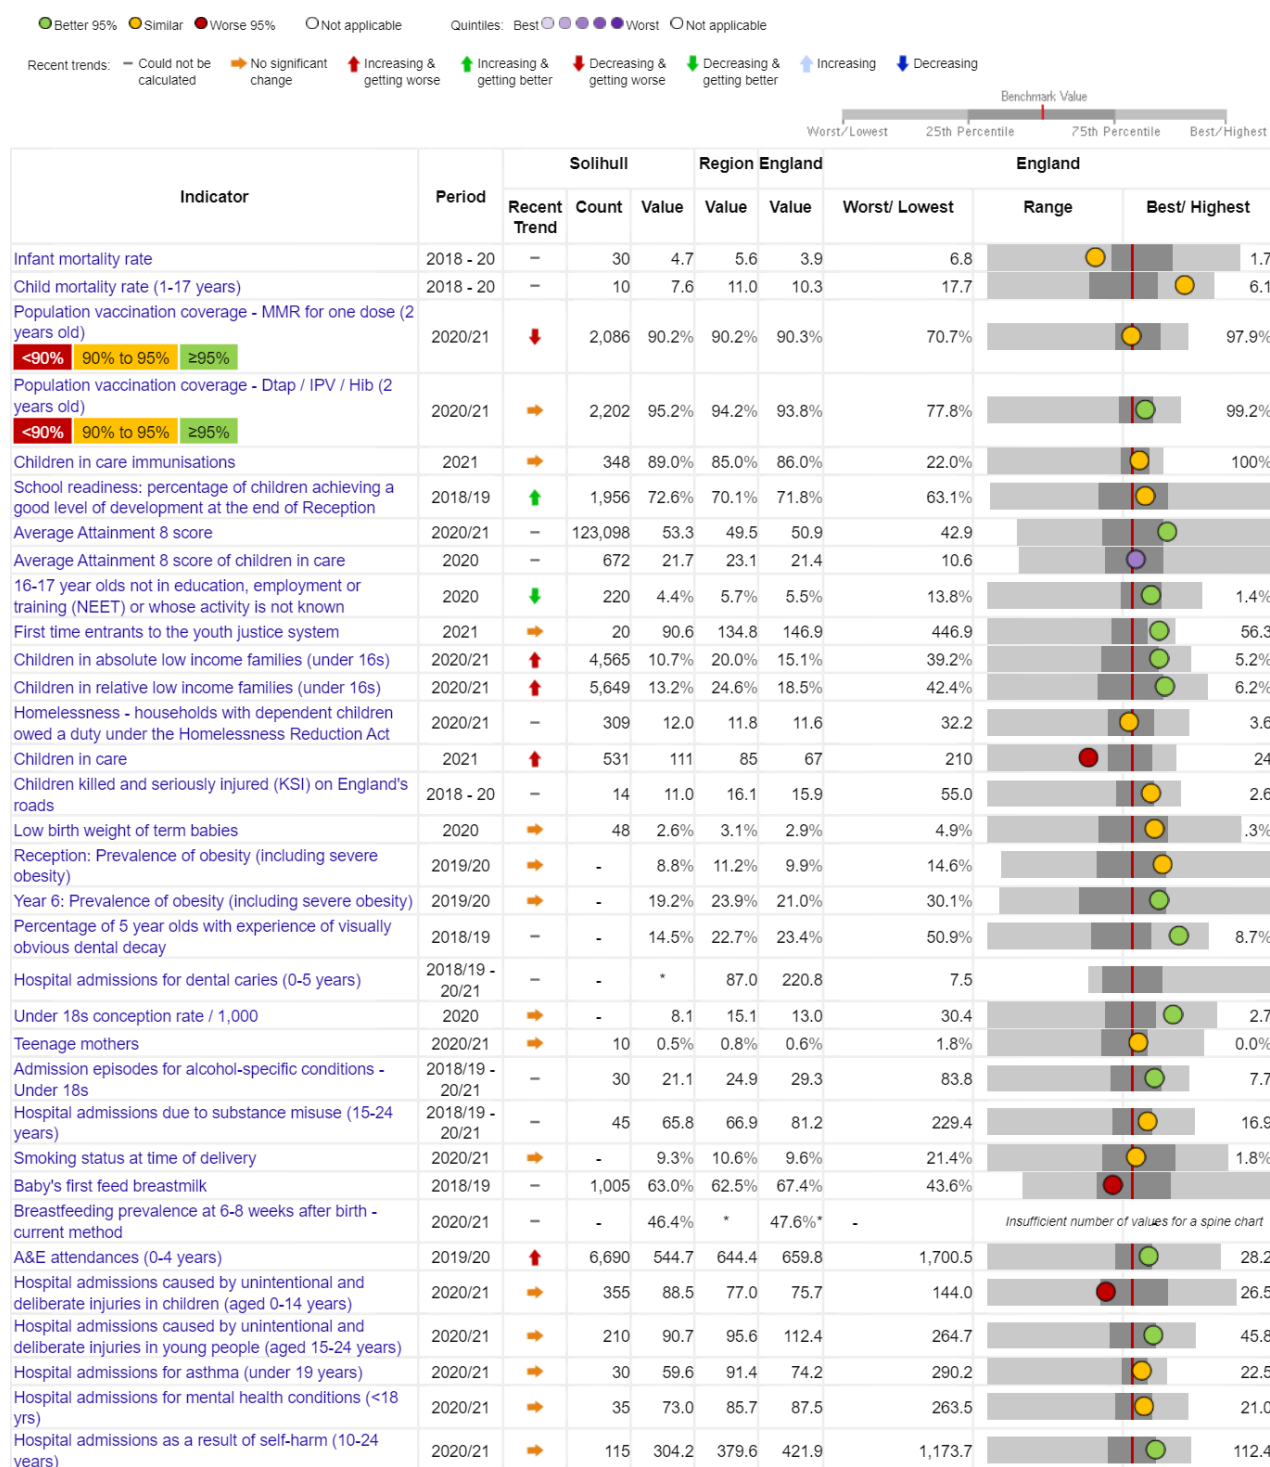 Better 95% Similar Worse 95% Not applicable Quintiles: Best Worst Not applicable
Recent trends: – Could not be calculated No significant change Increasing & getting worse Increasing & getting better Decreasing & getting worse Decreasing & getting better Increasing Decreasing
Benchmark Value
Worst/Lowest 25th Percentile 75th Percentile Best/Highest
Solihull Region England England
Indicator Period Recent Trend Count Value Value Value Worst/ Lowest Range Best/ Highest
Infant mortality rate 2018 - 20 – 30 4.7 5.6 3.9 6.8 1.7
Child mortality rate (1-17 years) 2018 - 20 – 10 7.6 11.0 10.3 17.7 6.1
Population vaccination coverage - MMR for one dose (2 years old) 2020/21 2,086 90.2% 90.2% 90.3% 70.7% 97.9%
<90% 90% to 95% ≥95%
Population vaccination coverage - Dtap / IPV / Hib (2 years old) 2020/21 2,202 95.2% 94.2% 93.8% 77.8% 99.2%
<90% 90% to 95% ≥95%
Children in care immunisations 2021 348 89.0% 85.0% 86.0% 22.0% 100%
School readiness: percentage of children achieving a good level of development at the end of Reception 2018/19 1,956 72.6% 70.1% 71.8% 63.1%
Average Attainment 8 score 2020/21 – 123,098 53.3 49.5 50.9 42.9
Average Attainment 8 score of children in care 2020 – 672 21.7 23.1 21.4 10.6
16-17 year olds not in education, employment or training (NEET) or whose activity is not known 2020 220 4.4% 5.7% 5.5% 13.8% 1.4%
First time entrants to the youth justice system 2021 20 90.6 134.8 146.9 446.9 56.3
Children in absolute low income families (under 16s) 2020/21 4,565 10.7% 20.0% 15.1% 39.2% 5.2%
Children in relative low income families (under 16s) 2020/21 5,649 13.2% 24.6% 18.5% 42.4% 6.2%
Homelessness - households with dependent children owed a duty under the Homelessness Reduction Act 2020/21 – 309 12.0 11.8 11.6 32.2 3.6
Children in care 2021 531 111 85 67 210 24
Children killed and seriously injured (KSI) on England's roads 2018 - 20 – 14 11.0 16.1 15.9 55.0 2.6
Low birth weight of term babies 2020 48 2.6% 3.1% 2.9% 4.9% .3%
Reception: Prevalence of obesity (including severe obesity) 2019/20 - 8.8% 11.2% 9.9% 14.6%
Year 6: Prevalence of obesity (including severe obesity) 2019/20 - 19.2% 23.9% 21.0% 30.1%
Percentage of 5 year olds with experience of visually obvious dental decay 2018/19 – - 14.5% 22.7% 23.4% 50.9% 8.7%
Hospital admissions for dental caries (0-5 years) 2018/19 - 20/21 – - * 87.0 220.8 7.5
Under 18s conception rate / 1,000 2020 - 8.1 15.1 13.0 30.4 2.7
Teenage mothers 2020/21 10 0.5% 0.8% 0.6% 1.8% 0.0%
Admission episodes for alcohol-specific conditions - Under 18s 2018/19 - 20/21 – 30 21.1 24.9 29.3 83.8 7.7
Hospital admissions due to substance misuse (15-24 years) 2018/19 - 20/21 – 45 65.8 66.9 81.2 229.4 16.9
Smoking status at time of delivery 2020/21 - 9.3% 10.6% 9.6% 21.4% 1.8%
Baby's first feed breastmilk 2018/19 – 1,005 63.0% 62.5% 67.4% 43.6%
Breastfeeding prevalence at 6-8 weeks after birth - current method 2020/21 – - 46.4% * 47.6%* - Insufficient number of values for a spine chart
A&E attendances (0-4 years) 2019/20 6,690 544.7 644.4 659.8 1,700.5 28.2
Hospital admissions caused by unintentional and deliberate injuries in children (aged 0-14 years) 2020/21 355 88.5 77.0 75.7 144.0 26.5
Hospital admissions caused by unintentional and deliberate injuries in young people (aged 15-24 years) 2020/21 210 90.7 95.6 112.4 264.7 45.8
Hospital admissions for asthma (under 19 years) 2020/21 30 59.6 91.4 74.2 290.2 22.5
Hospital admissions for mental health conditions (<18 yrs) 2020/21 35 73.0 85.7 87.5 263.5 21.0
Hospital admissions as a result of self-harm (10-24 years) 2020/21 115 304.2 379.6 421.9 1,173.7 112.4